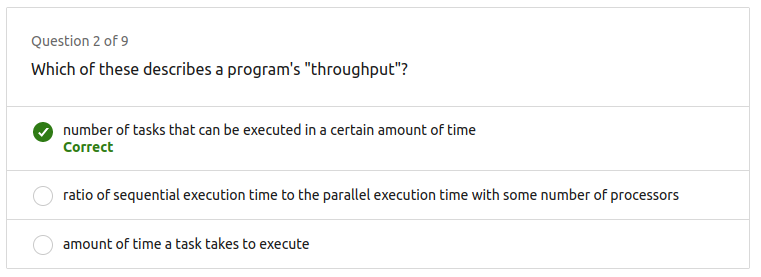 Question 2 of 9
Which of these describes a program's "throughput"?
number of tasks that can be executed in a certain amount of time
Correct
ratio of sequential execution time to the parallel execution time with some number of processors
amount of time a task takes to execute